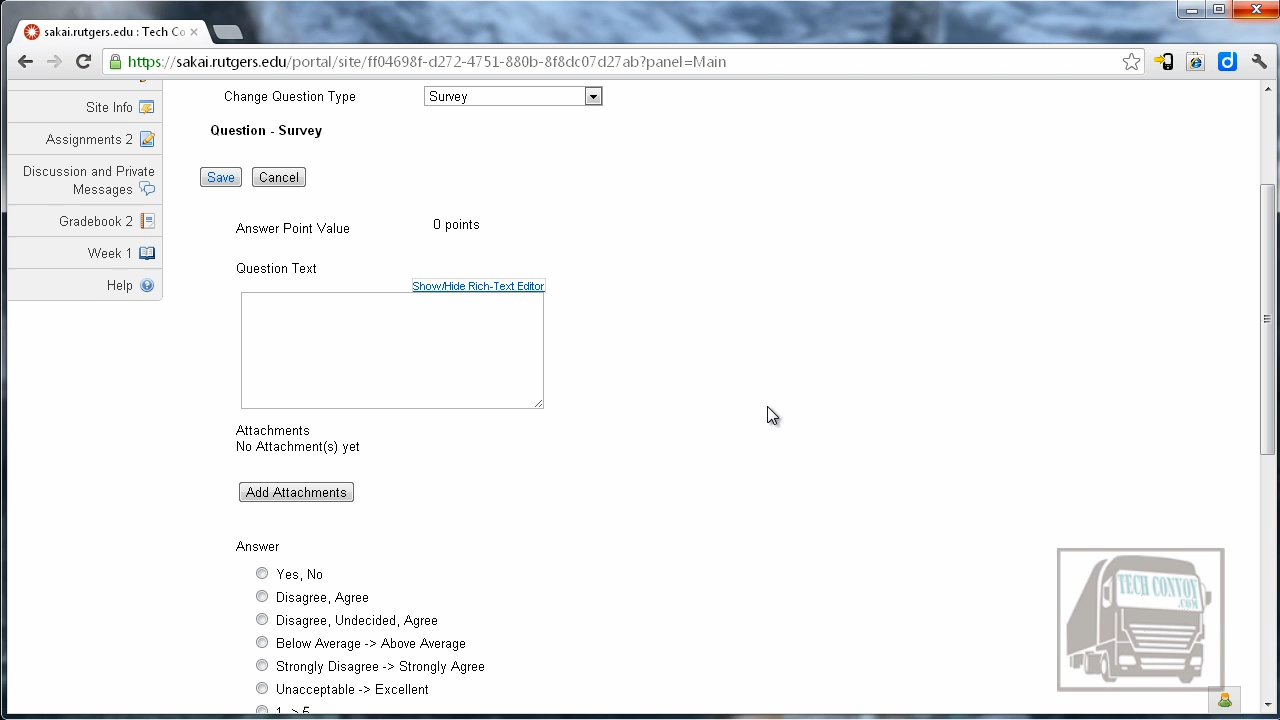 sakai.rutgers.edu : Tech Co
https://sakai.rutgers.edu/portal/site/ff04698f-d272-4751-880b-8f8dc07d27ab?panel=Main
Site Info
Assignments 2
Discussion and Private
Messages
Gradebook 2
Week 1
Help
Change Question Type
Survey
Question - Survey
Save
Cancel
Answer Point Value
0 points
Question Text
Show/Hide Rich-Text Editor
Attachments
No Attachment(s) yet
Add Attachments
Answer
Yes, No
Disagree, Agree
Disagree, Undecided, Agree
Below Average -> Above Average
Strongly Disagree -> Strongly Agree
Unacceptable -> Excellent
1 -> 5
TECH CONVOY
.COM